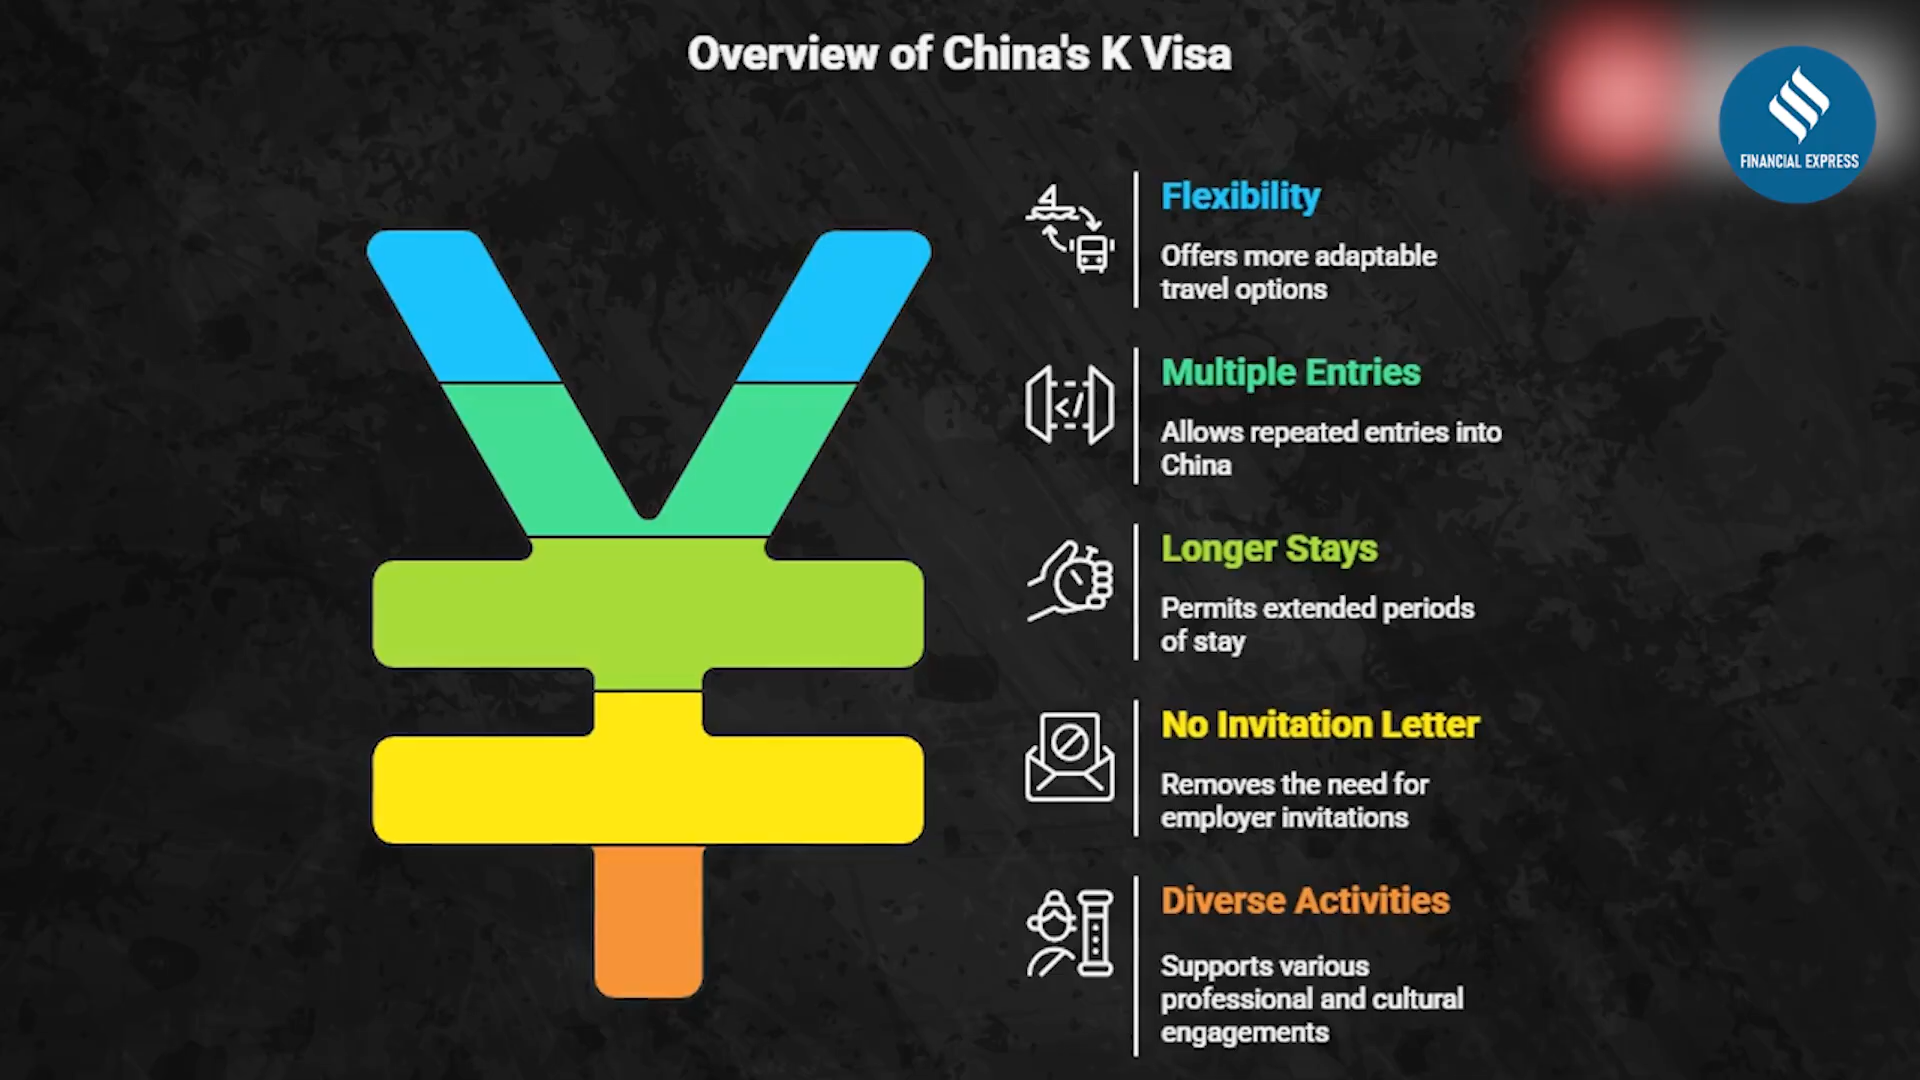 Overview of China's K Visa
FINANCIAL EXPRESS
Flexibility
Offers more adaptable
travel options
Multiple Entries
Allows repeated entries into
China
Longer Stays
Permits extended periods
of stay
No Invitation Letter
Removes the need for
employer invitations
Diverse Activities
Supports various
professional and cultural
engagements